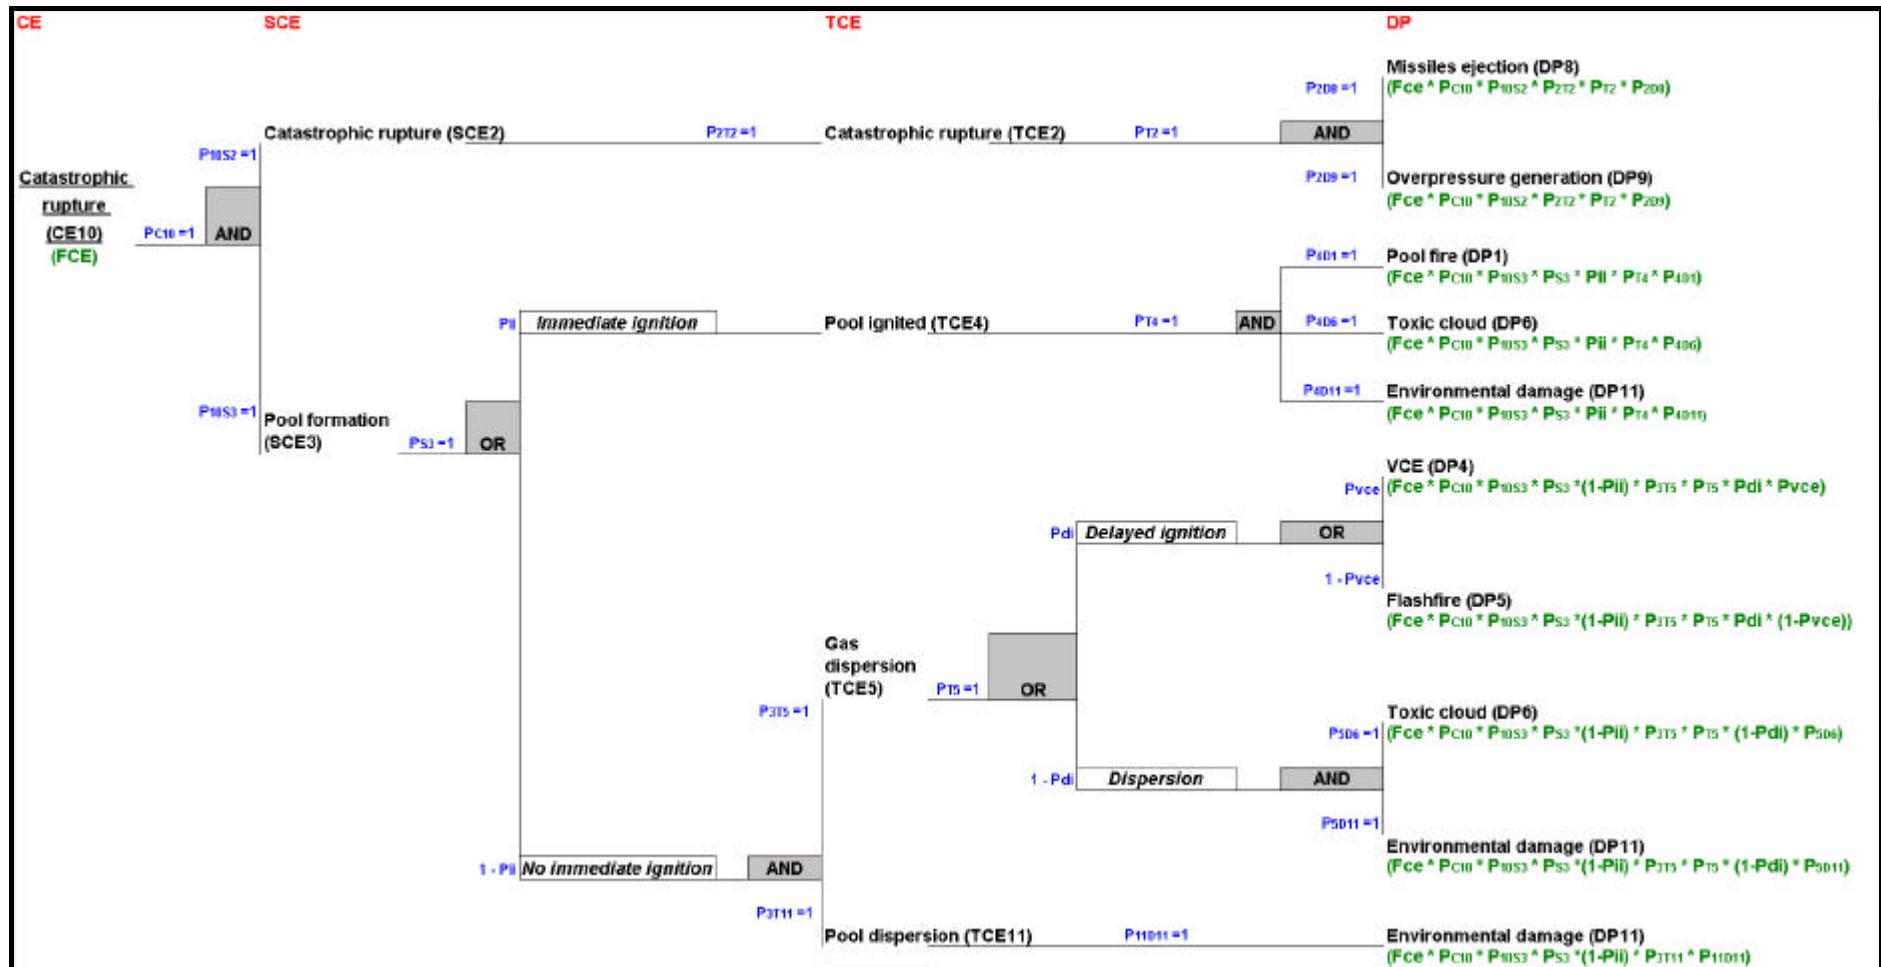 CE SCE TCE DP
Missiles ejection (DP8)
P2D8 =1
(Fce * PC10 * P10S2 * P2T2 * PT2 * P2D8)
Catastrophic rupture (SCE2) P2T2 =1 Catastrophic rupture (TCE2) PT2 =1 AND
P10S2 =1
Catastrophic
rupture
(CE10)
(FCE)
PC10 =1 AND
P2D9 =1 Overpressure generation (DP9)
(Fce * PC10 * P10S2 * P2T2 * PT2 * P2D9)
P4D1 =1 Pool fire (DP1)
(Fce * PC10 * P10S3 * PS3 * PII * PT4 * P4D1)
Pii Immediate ignition Pool ignited (TCE4) PT4 =1 AND P4D6 =1 Toxic cloud (DP6)
(Fce * PC10 * P10S3 * PS3 * Pii * PT4 * P4D6)
P4D11 =1 Environmental damage (DP11)
(Fce * PC10 * P10S3 * PS3 * Pii * PT4 * P4D11)
P10S3 =1 Pool formation
(SCE3) PS3 =1 OR
VCE (DP4)
Pvce (Fce * PC10 * P10S3 * PS3 *(1-Pii) * P3T5 * PT5 * Pdi * Pvce)
Pdi Delayed ignition OR
1 - Pvce
Flashfire (DP5)
(Fce * PC10 * P10S3 * PS3 *(1-Pii) * P3T5 * PT5 * Pdi * (1-Pvce))
Gas
dispersion
(TCE5) PT5 =1 OR
P3T5 =1
Toxic cloud (DP6)
P5D6 =1 (Fce * PC10 * P10S3 * PS3 *(1-Pii) * P3T5 * PT5 * (1-Pdi) * P5D6)
1 - Pdi Dispersion AND
P5D11 =1
Environmental damage (DP11)
(Fce * PC10 * P10S3 * PS3 *(1-Pii) * P3T5 * PT5 * (1-Pdi) * P5D11)
1 - Pii No immediate ignition AND
P3T11 =1
Pool dispersion (TCE11) P11D11 =1 Environmental damage (DP11)
(Fce * PC10 * P10S3 * PS3 *(1-Pii) * P3T11 * P11D11)